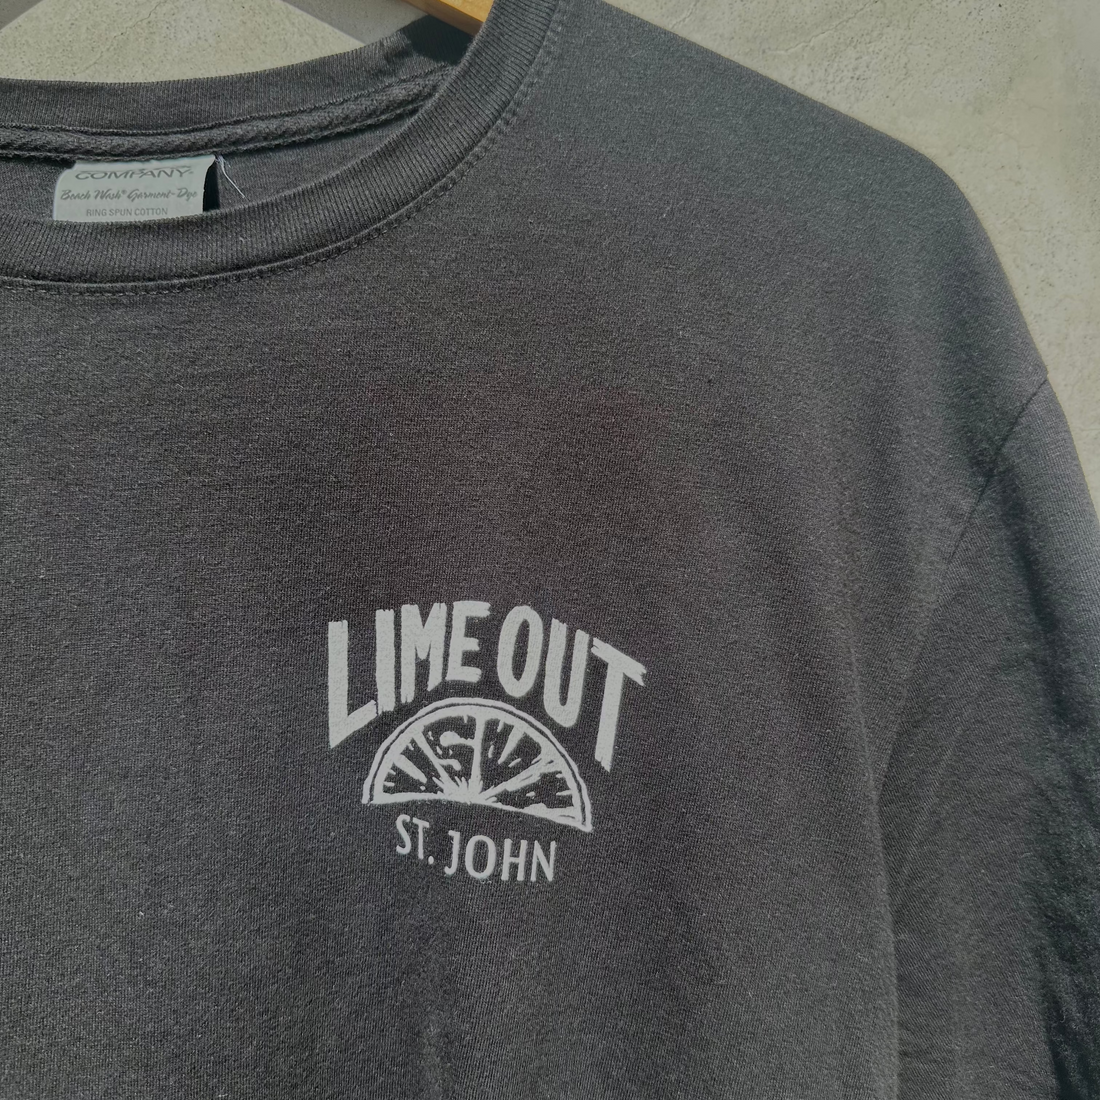 COMPANY®
Beach Wash® Garment-Dye
RING SPUN COTTON
LIME OUT
ST. JOHN